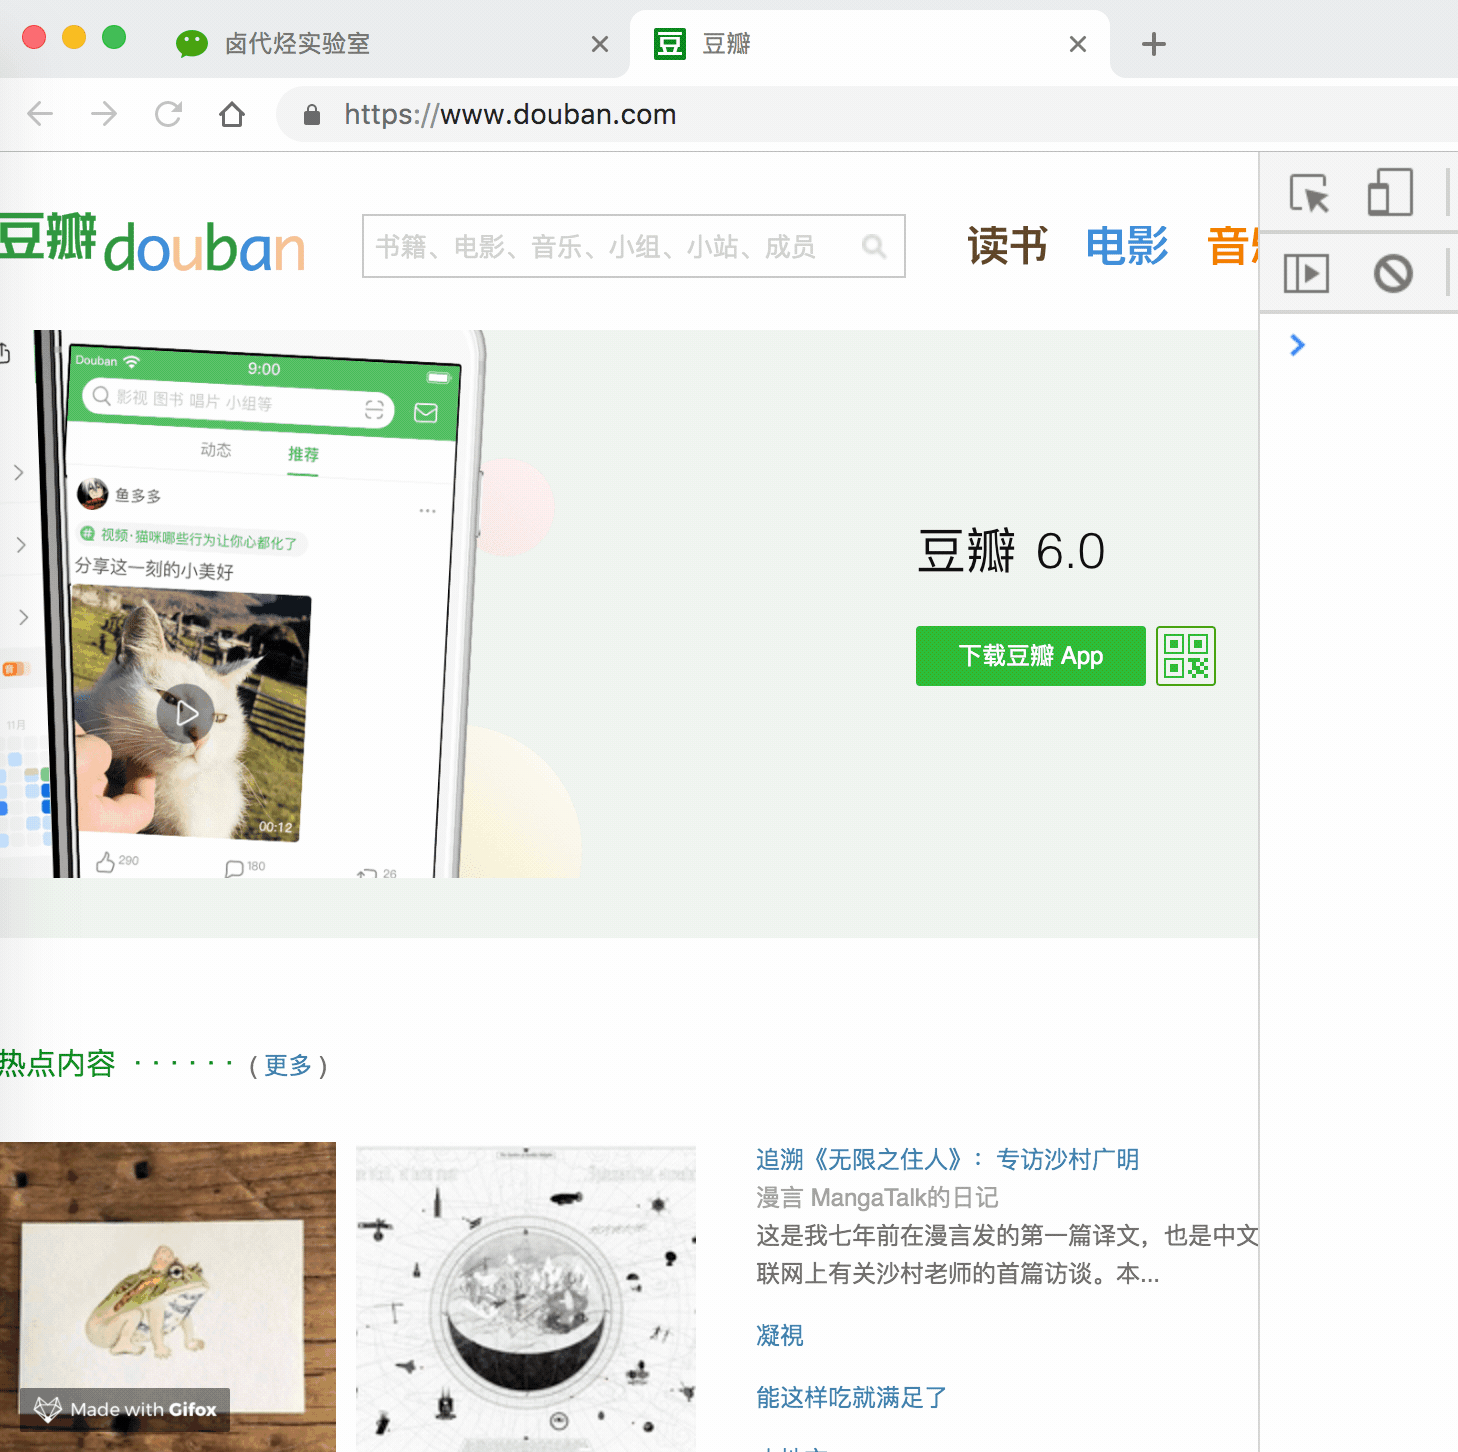 卤代烃实验室
豆 豆瓣
https://www.douban.com
豆瓣douban
书籍、电影、音乐、小组、小站、成员
读书 电影
Douban 9:00
影视 图书 唱片 小组等
动态 推荐
鱼多多
视频·猫咪哪些行为让你心都化了
分享这一刻的小美好
00:12
290 180 26
11月
豆瓣 6.0
下载豆瓣 App
热点内容 · · · · · · ( 更多 )
追溯《无限之住人》：专访沙村广明
漫言 MangaTalk的日记
这是我七年前在漫言发的第一篇译文，也是中文
联网上有关沙村老师的首篇访谈。本...
凝視
能这样吃就满足了
Made with Gifox